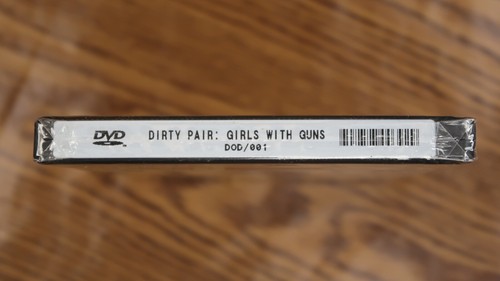 DVD
DIRTY PAIR: GIRLS WITH GUNS
DOD/001